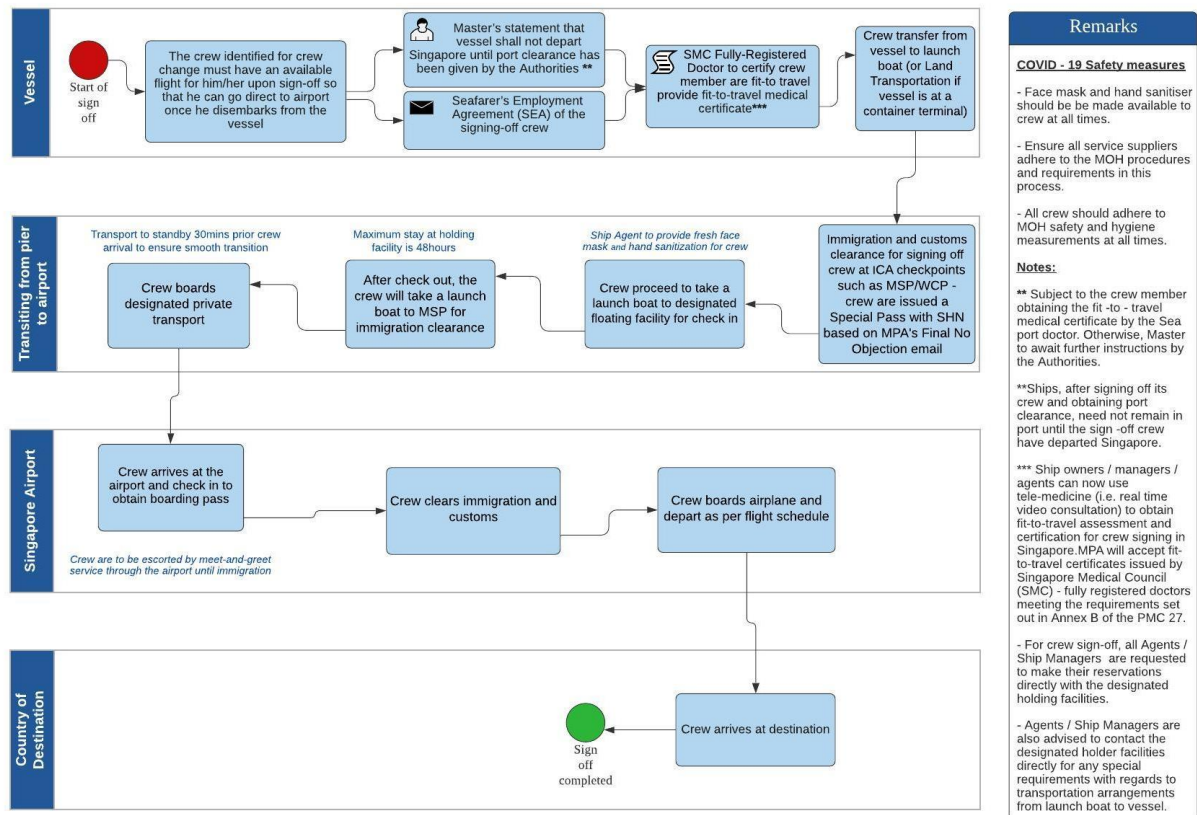 Vessel
Start of
sign
off
The crew identified for crew
change must have an available
flight for him/her upon sign-off so
that he can go direct to airport
once he disembarks from the
vessel
Master's statement that
vessel shall not depart
Singapore until port clearance has
been given by the Authorities **
Seafarer's Employment
Agreement (SEA) of the
signing-off crew
SMC Fully-Registered
Doctor to certify crew
member are fit-to travel
provide fit-to-travel medical
certificate***
Crew transfer from
vessel to launch
boat (or Land
Transportation if
vessel is at a
container terminal)
Transiting from pier
to airport
Transport to standby 30mins prior crew
arrival to ensure smooth transition
Crew boards
designated private
transport
Maximum stay at holding
facility is 48hours
After check out, the
crew will take a launch
boat to MSP for
immigration clearance
Ship Agent to provide fresh face
mask and hand sanitization for crew
Crew proceed to take a
launch boat to designated
floating facility for check in
Immigration and customs
clearance for signing off
crew at ICA checkpoints
such as MSP/WCP -
crew are issued a
Special Pass with SHN
based on MPA's Final No
Objection email
Singapore Airport
Crew arrives at the
airport and check in to
obtain boarding pass
Crew are to be escorted by meet-and-greet
service through the airport until immigration
Crew clears immigration and
customs
Crew boards airplane and
depart as per flight schedule
Country of
Destination
Sign
off
completed
Crew arrives at destination
Remarks
COVID - 19 Safety measures
- Face mask and hand sanitiser
should be be made available to
crew at all times.
- Ensure all service suppliers
adhere to the MOH procedures
and requirements in this
process.
- All crew should adhere to
MOH safety and hygiene
measurements at all times.
Notes:
** Subject to the crew member
obtaining the fit -to - travel
medical certificate by the Sea
port doctor. Otherwise, Master
to await further instructions by
the Authorities.
**Ships, after signing off its
crew and obtaining port
clearance, need not remain in
port until the sign -off crew
have departed Singapore.
*** Ship owners / managers /
agents can now use
tele-medicine (i.e. real time
video consultation) to obtain
fit-to-travel assessment and
certification for crew signing in
Singapore.MPA will accept fit-
to-travel certificates issued by
Singapore Medical Council
(SMC) - fully registered doctors
meeting the requirements set
out in Annex B of the PMC 27.
- For crew sign-off, all Agents /
Ship Managers are requested
to make their reservations
directly with the designated
holding facilities.
- Agents / Ship Managers are
also advised to contact the
designated holder facilities
directly for any special
requirements with regards to
transportation arrangements
from launch boat to vessel.